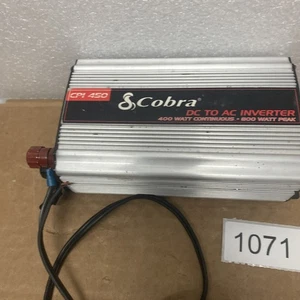 CPI 450
Cobra®
DC TO AC INVERTER
400 WATT CONTINUOUS • 800 WATT PEAK
1071